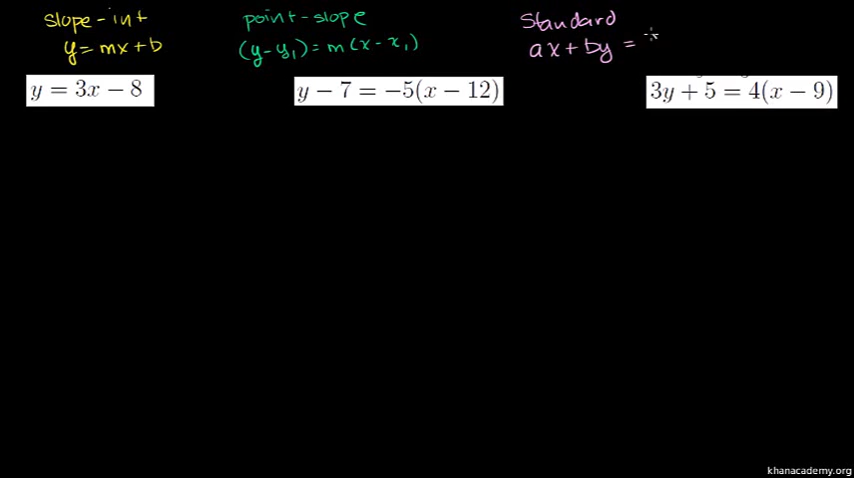 slope-int
y = mx + b
point-slope
(y - y₁) = m(x - x₁)
Standard
ax + by =
y = 3x − 8
y − 7 = −5(x − 12)
3y + 5 = 4(x − 9)
khanacademy.org